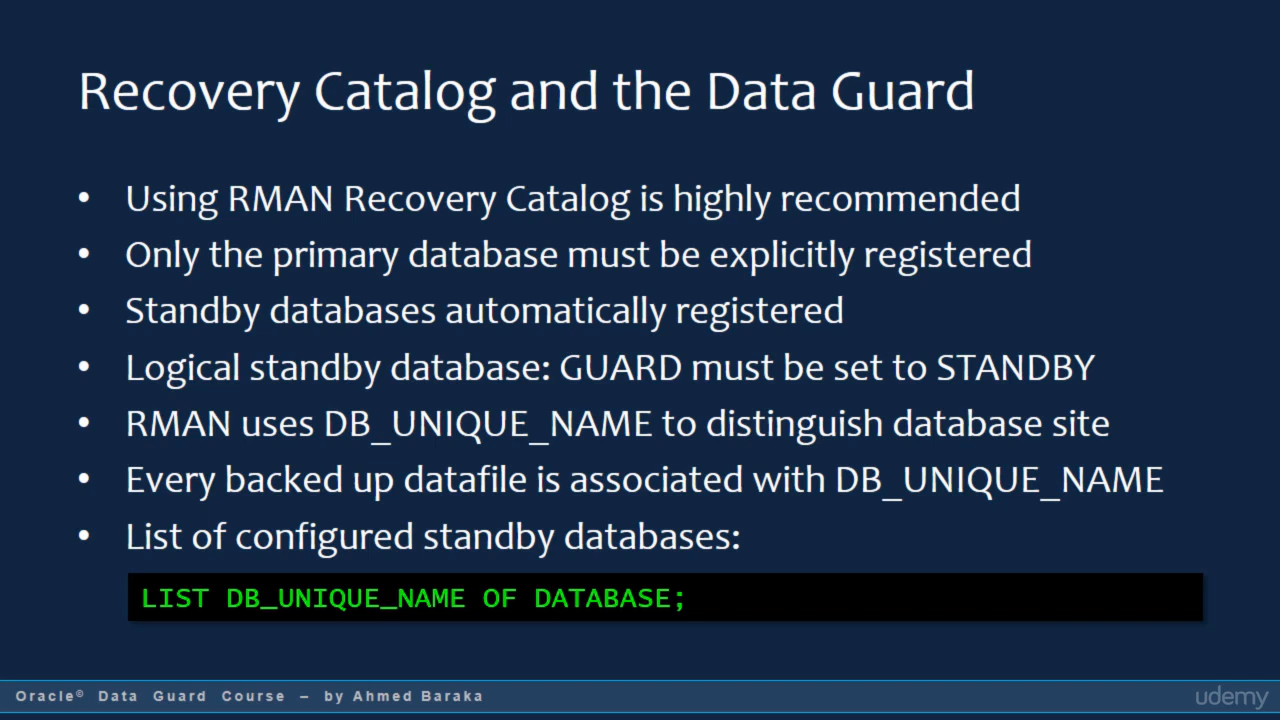 Recovery Catalog and the Data Guard
• Using RMAN Recovery Catalog is highly recommended
• Only the primary database must be explicitly registered
• Standby databases automatically registered
• Logical standby database: GUARD must be set to STANDBY
• RMAN uses DB_UNIQUE_NAME to distinguish database site
• Every backed up datafile is associated with DB_UNIQUE_NAME
• List of configured standby databases:
LIST DB_UNIQUE_NAME OF DATABASE;
Oracle© Data Guard Course – by Ahmed Baraka
udemy